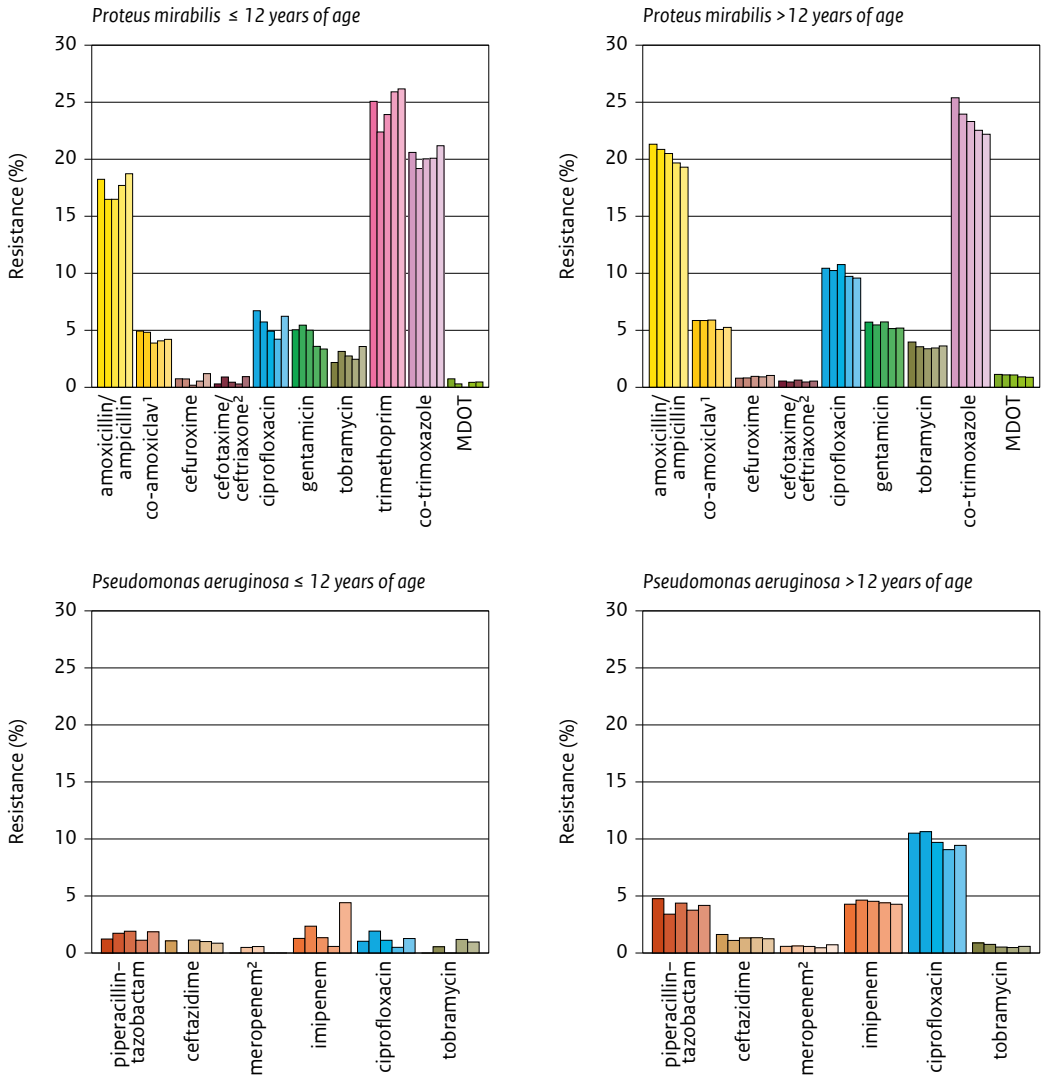 Proteus mirabilis ≤ 12 years of age
30
25
20
15
10
5
0
Resistance (%)
amoxicillin/
ampicillin
co-amoxiclav¹
cefuroxime
cefotaxime/
ceftriaxone²
ciprofloxacin
gentamicin
tobramycin
trimethoprim
co-trimoxazole
MDOT
Proteus mirabilis >12 years of age
30
25
20
15
10
5
0
Resistance (%)
amoxicillin/
ampicillin
co-amoxiclav¹
cefuroxime
cefotaxime/
ceftriaxone²
ciprofloxacin
gentamicin
tobramycin
co-trimoxazole
MDOT
Pseudomonas aeruginosa ≤ 12 years of age
30
25
20
15
10
5
0
Resistance (%)
piperacillin–
tazobactam
ceftazidime
meropenem²
imipenem
ciprofloxacin
tobramycin
Pseudomonas aeruginosa >12 years of age
30
25
20
15
10
5
0
Resistance (%)
piperacillin–
tazobactam
ceftazidime
meropenem²
imipenem
ciprofloxacin
tobramycin